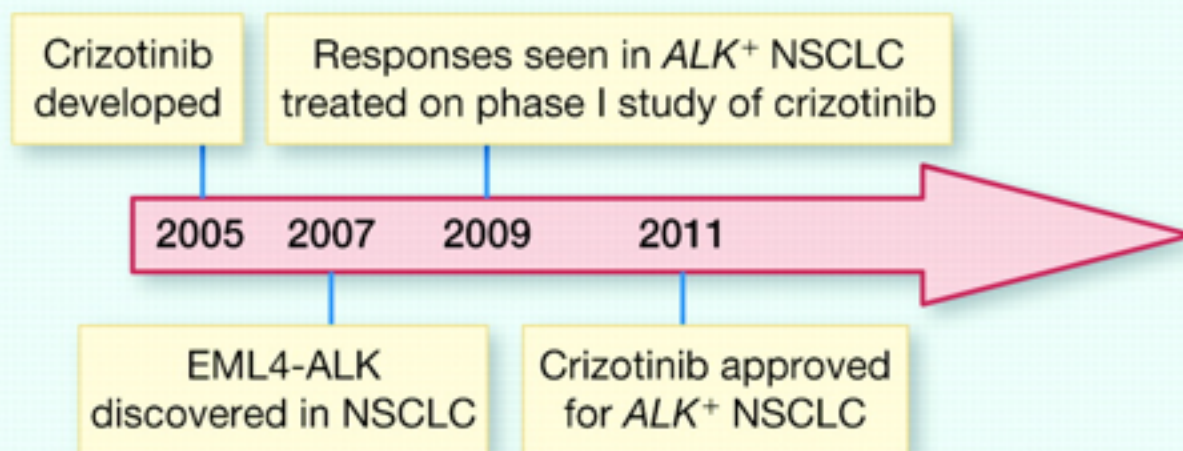 Crizotinib
developed
Responses seen in ALK⁺ NSCLC
treated on phase I study of crizotinib
2005 2007 2009 2011
EML4-ALK
discovered in NSCLC
Crizotinib approved
for ALK⁺ NSCLC